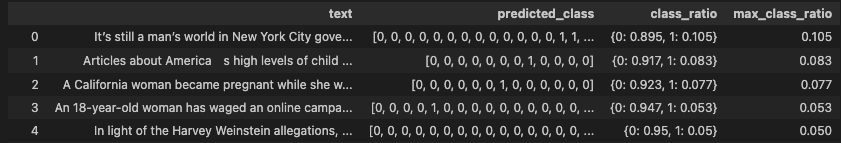 text predicted_class class_ratio max_class_ratio
0 It's still a man's world in New York City gove... [0, 0, 0, 0, 0, 0, 0, 0, 0, 0, 0, 0, 1, 1, ... {0: 0.895, 1: 0.105} 0.105
1 Articles about America s high levels of child ... [0, 0, 0, 0, 0, 0, 0, 1, 0, 0, 0, 0] {0: 0.917, 1: 0.083} 0.083
2 A California woman became pregnant while she w... [0, 0, 0, 0, 0, 0, 1, 0, 0, 0, 0, 0, 0] {0: 0.923, 1: 0.077} 0.077
3 An 18-year-old woman has waged an online campa... [0, 0, 0, 0, 1, 0, 0, 0, 0, 0, 0, 0, 0, 0, ... {0: 0.947, 1: 0.053} 0.053
4 In light of the Harvey Weinstein allegations, ... [0, 0, 0, 0, 0, 0, 0, 0, 0, 0, 0, 0, 0, 0, ... {0: 0.95, 1: 0.05} 0.050